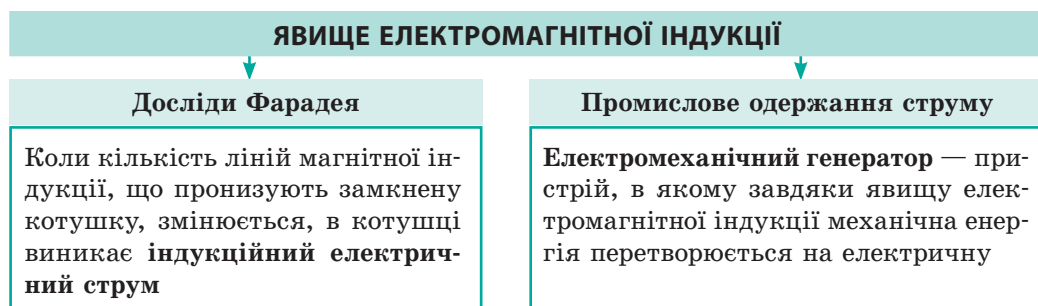 ЯВИЩЕ ЕЛЕКТРОМАГНІТНОЇ ІНДУКЦІЇ
Досліди Фарадея
Коли кількість ліній магнітної ін-
дукції, що пронизують замкнену
котушку, змінюється, в котушці
виникає індукційний електрич-
ний струм
Промислове одержання струму
Електромеханічний генератор — при-
стрій, в якому завдяки явищу елек-
тромагнітної індукції механічна енер-
гія перетворюється на електричну